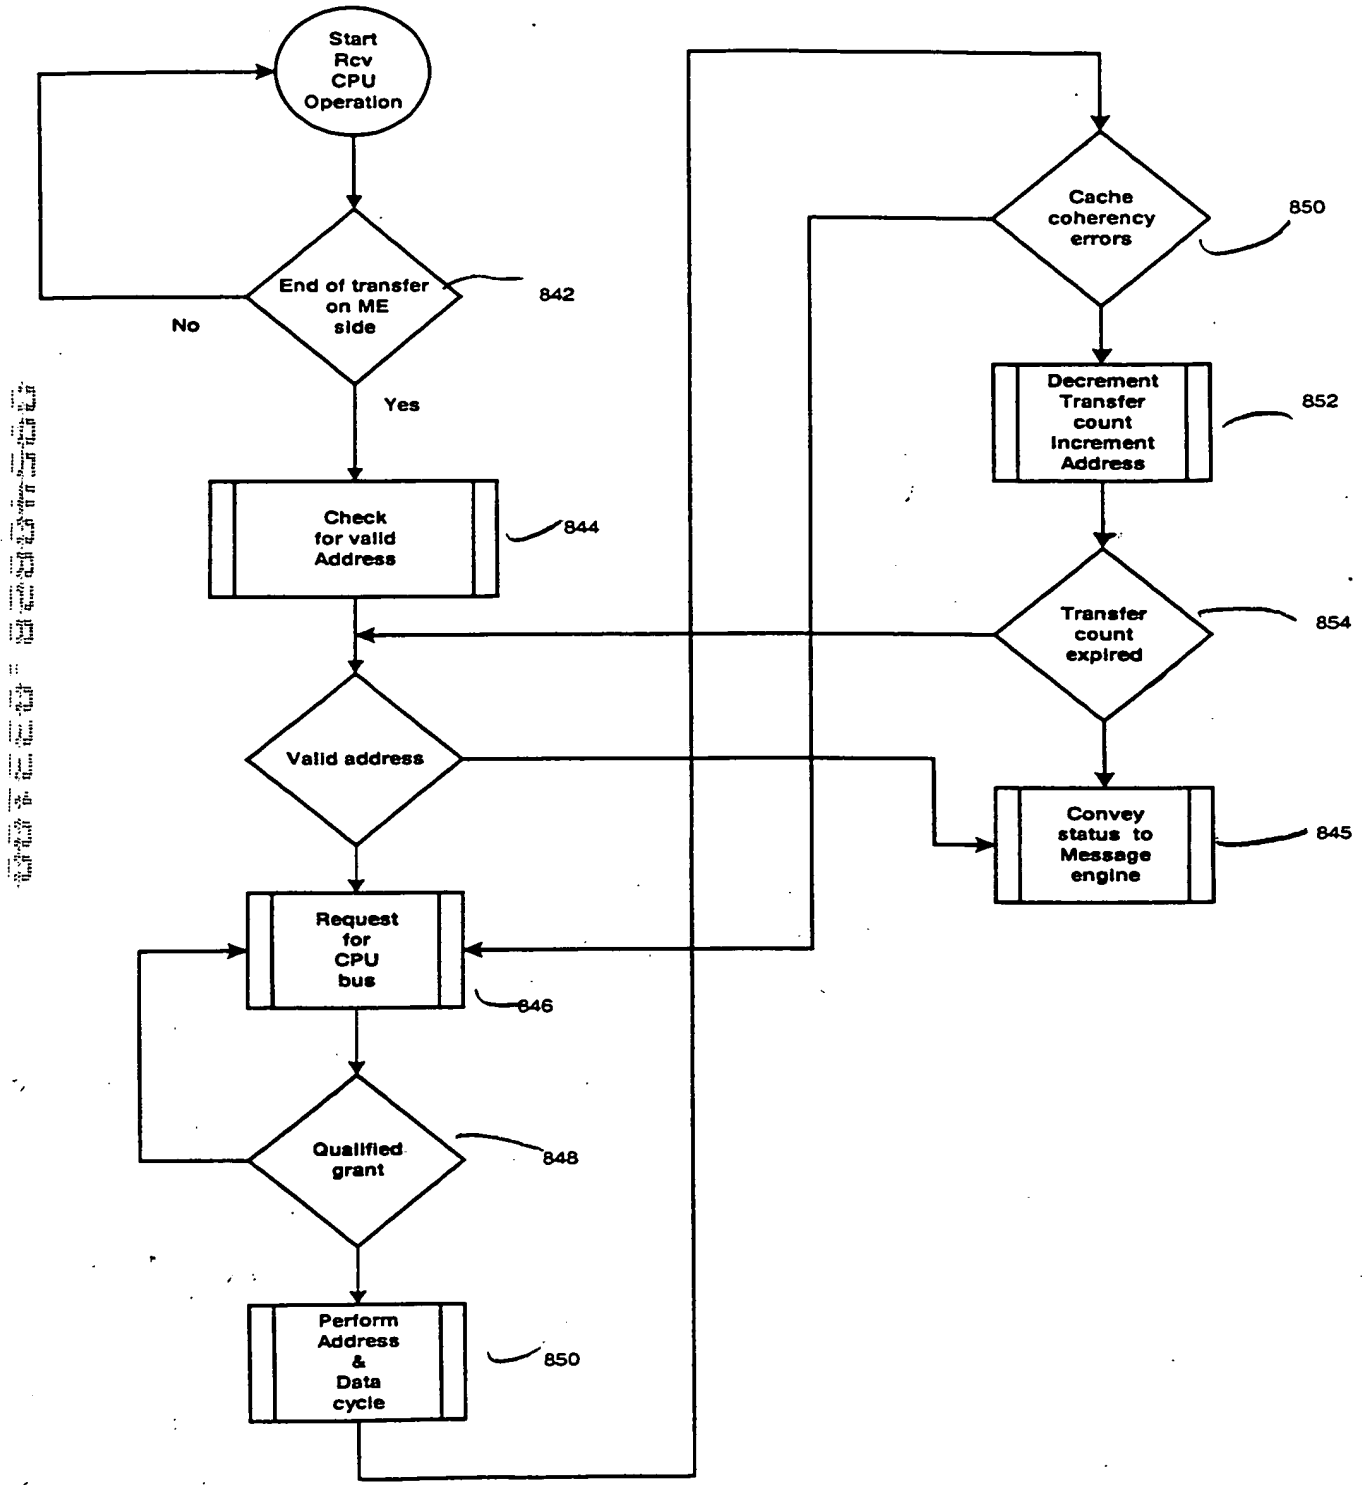 Start
Rcv
CPU
Operation
End of transfer
on ME
side
842
No
Yes
Check
for valid
Address
844
Valid address
Request
for
CPU
bus
846
Qualified
grant
848
Perform
Address
&
Data
cycle
850
Cache
coherency
errors
850
Decrement
Transfer
count
Increment
Address
852
Transfer
count
expired
854
Convey
status to
Message
engine
845